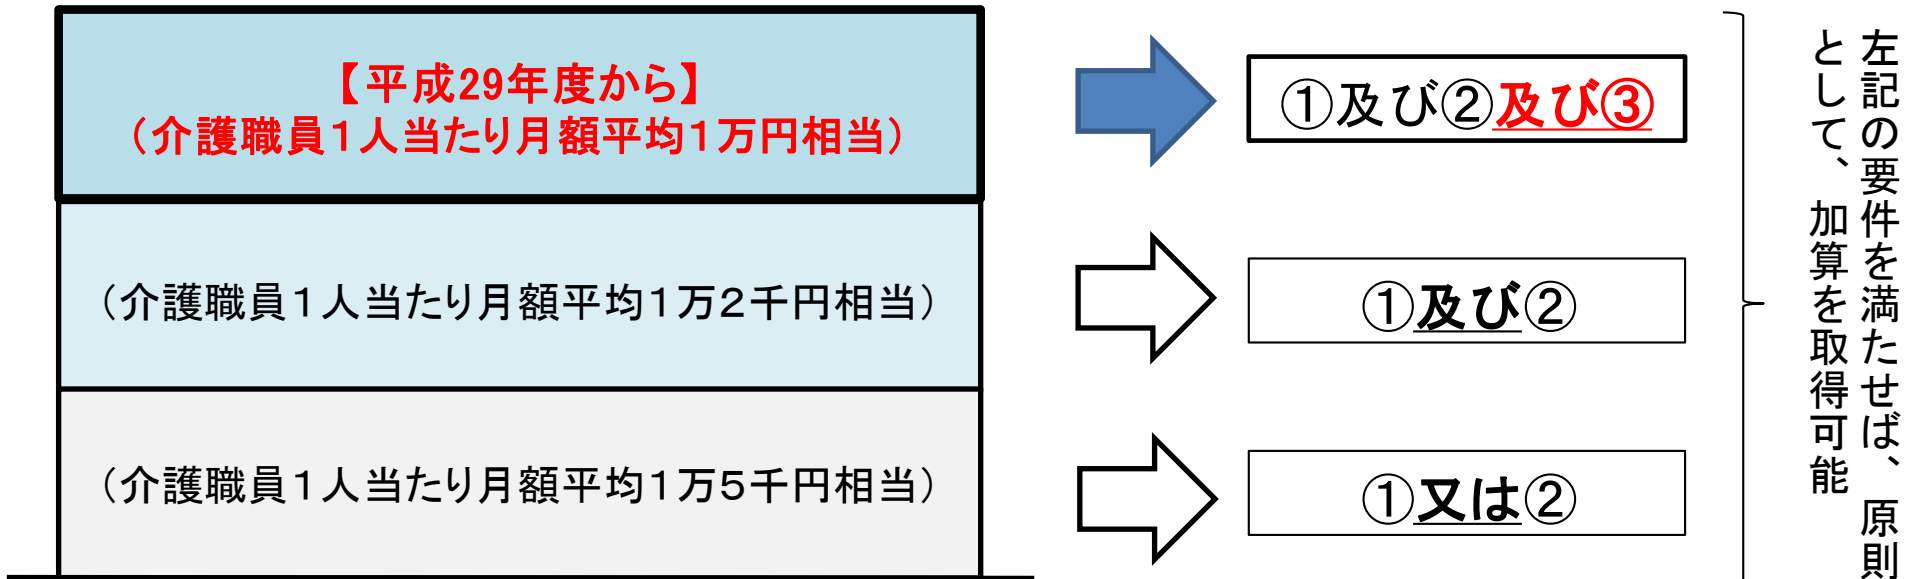 【平成29年度から】
（介護職員１人当たり月額平均１万円相当）
①及び②及び③
（介護職員１人当たり月額平均１万２千円相当）
①及び②
（介護職員１人当たり月額平均１万５千円相当）
①又は②
左記の要件を満たせば、原則
として、加算を取得可能